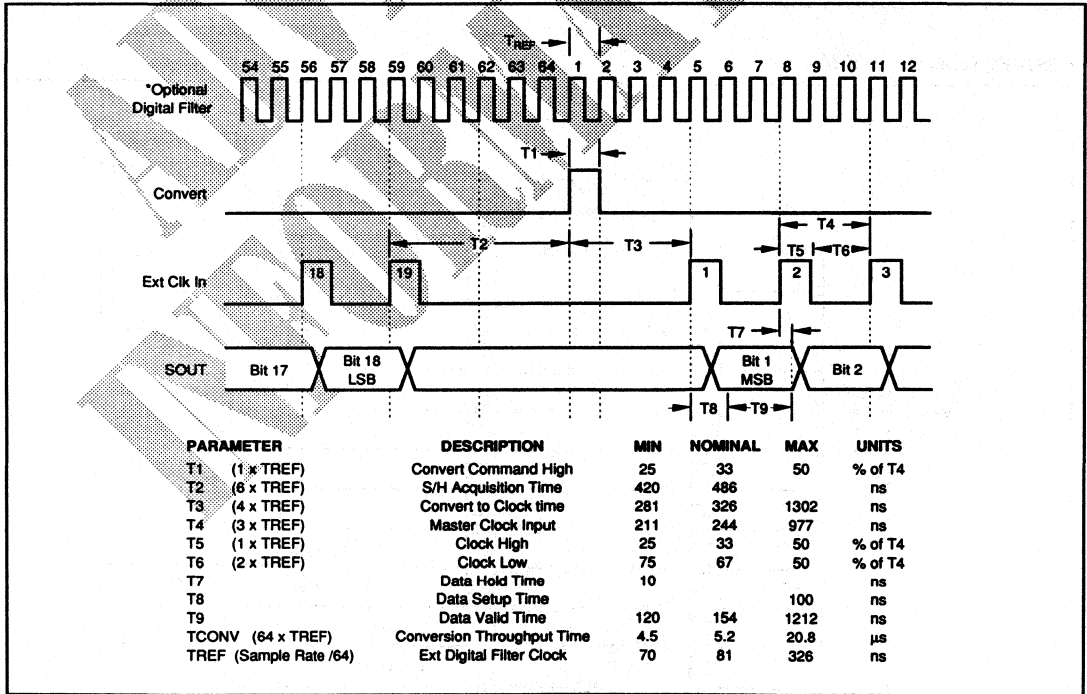 TREF
54 55 56 57 58 59 60 61 62 63 64 1 2 3 4 5 6 7 8 9 10 11 12
*Optional
Digital Filter
T1
Convert
T2 T3 T4
T5 T6
Ext Clk In 18 19 1 2 3
T7
SOUT Bit 17 Bit 18
LSB Bit 1
MSB Bit 2
T8 T9
PARAMETER DESCRIPTION MIN NOMINAL MAX UNITS
T1 (1 x TREF) Convert Command High 25 33 50 % of T4
T2 (6 x TREF) S/H Acquisition Time 420 486 ns
T3 (4 x TREF) Convert to Clock time 281 326 1302 ns
T4 (3 x TREF) Master Clock Input 211 244 977 ns
T5 (1 x TREF) Clock High 25 33 50 % of T4
T6 (2 x TREF) Clock Low 75 67 50 % of T4
T7 Data Hold Time 10 ns
T8 Data Setup Time 100 ns
T9 Data Valid Time 120 154 1212 ns
TCONV (64 x TREF) Conversion Throughput Time 4.5 5.2 20.8 µs
TREF (Sample Rate /64) Ext Digital Filter Clock 70 81 326 ns